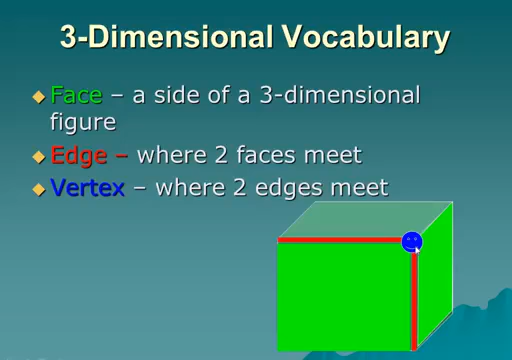 3-Dimensional Vocabulary
Face – a side of a 3-dimensional
figure
Edge – where 2 faces meet
Vertex – where 2 edges meet